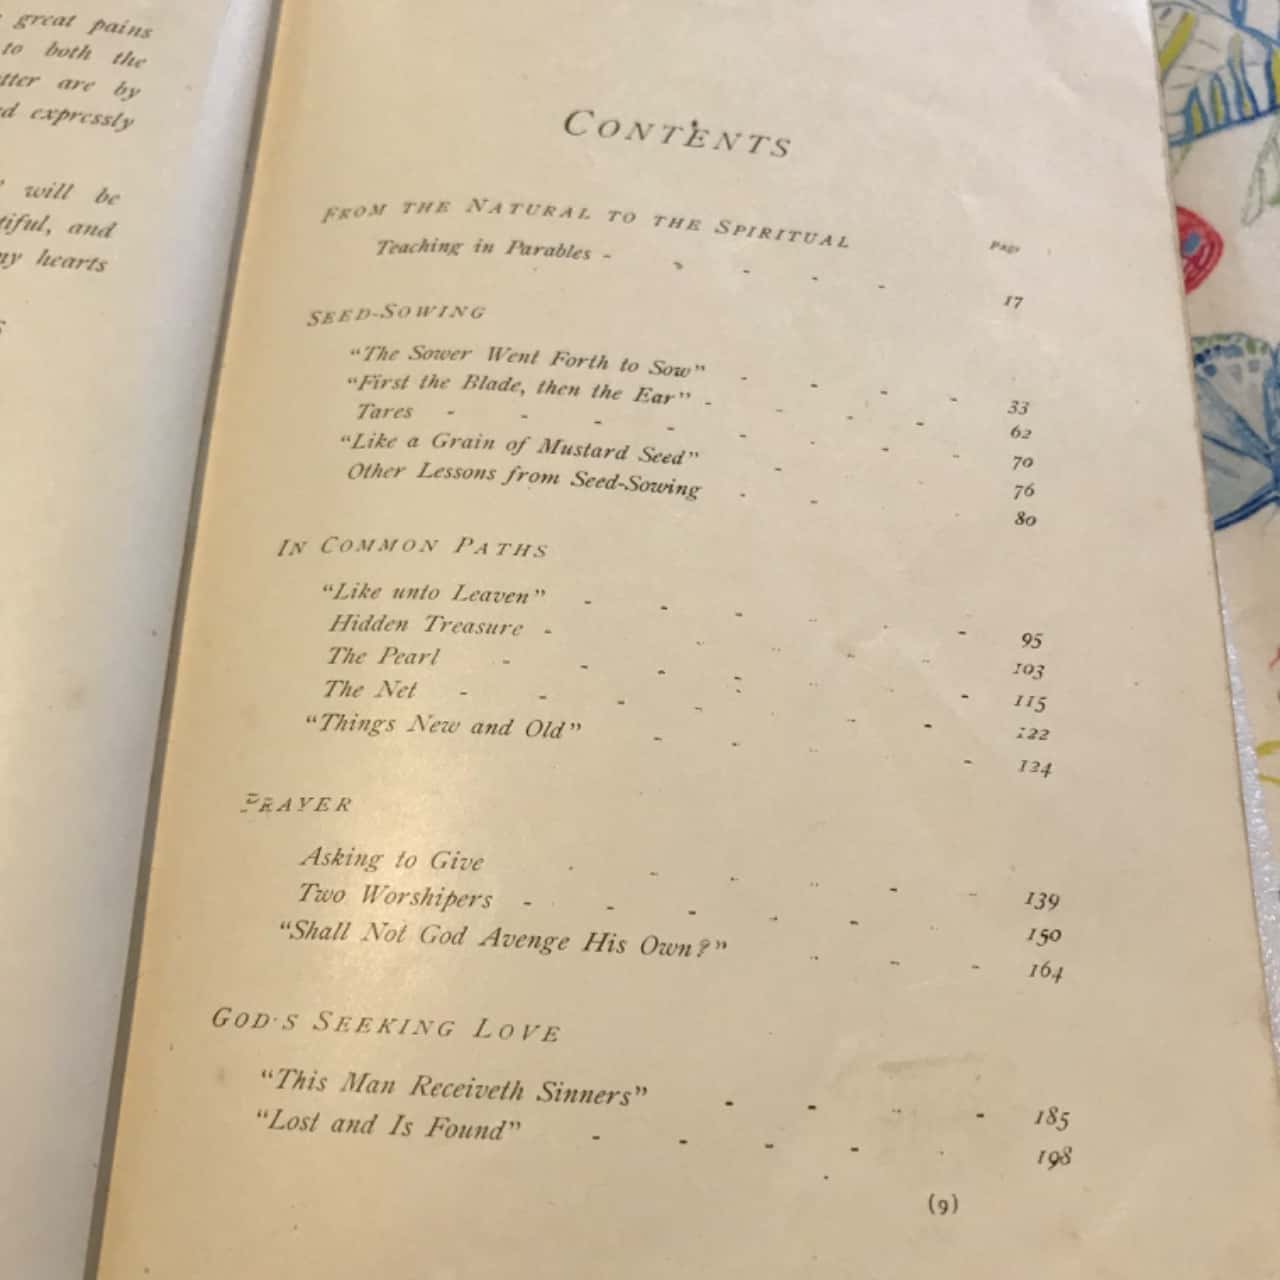 great pains
to both the
tter are by
d expressly
will be
tiful, and
ny hearts
CONTENTS
FROM THE NATURAL TO THE SPIRITUAL Page
Teaching in Parables - - - - - 17
SEED-SOWING
“The Sower Went Forth to Sow” - - - - 33
“First the Blade, then the Ear” - - - - 62
Tares - - - - - - - - 70
“Like a Grain of Mustard Seed” - - - 76
Other Lessons from Seed-Sowing - - - 80
IN COMMON PATHS
“Like unto Leaven” - - - - - - 95
Hidden Treasure - - - - - 103
The Pearl - - - - - - - 115
The Net - - - - - - - 122
“Things New and Old” - - - - 134
PRAYER
Asking to Give - - - - - - 139
Two Worshipers - - - - - - 150
“Shall Not God Avenge His Own?” - - - 164
GOD'S SEEKING LOVE
“This Man Receiveth Sinners” - - - - 185
“Lost and Is Found” - - - - - 198
(9)